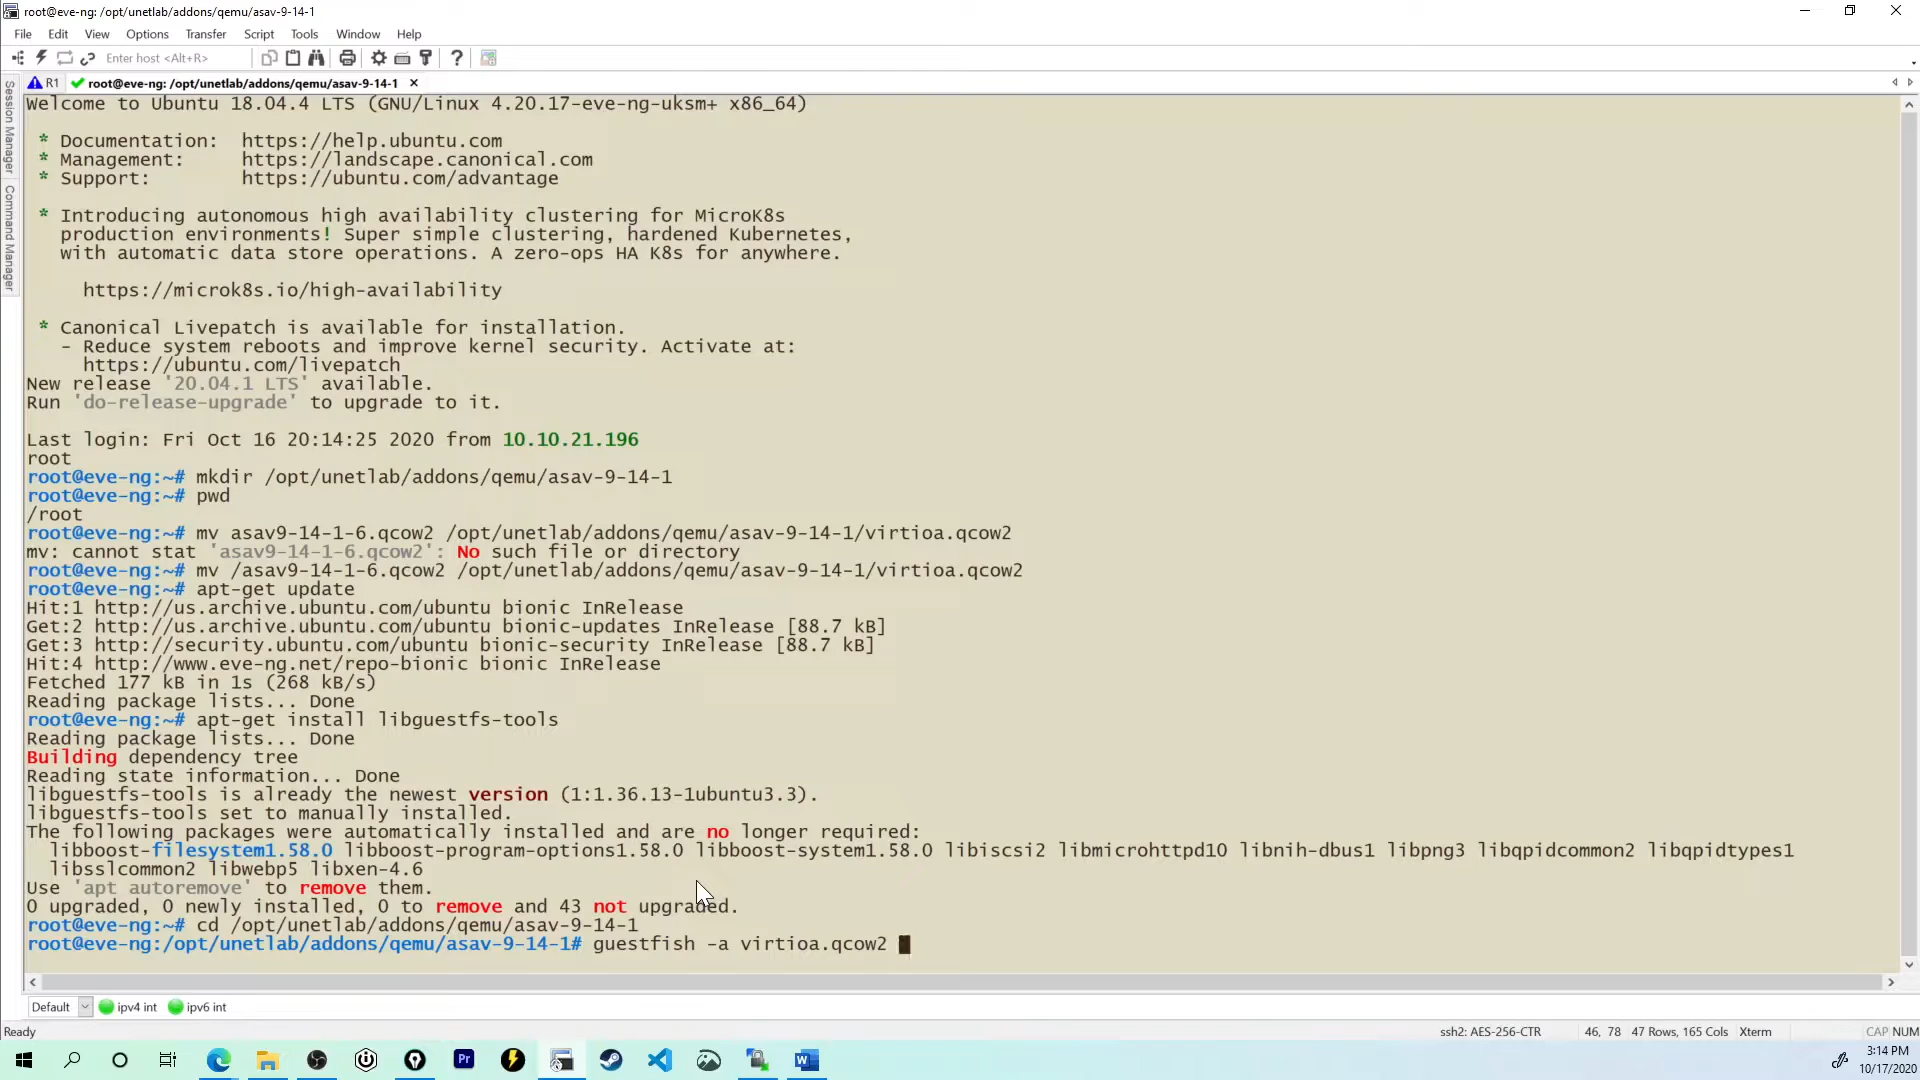 root@eve-ng: /opt/unetlab/addons/qemu/asav-9-14-1
File Edit View Options Transfer Script Tools Window Help
Enter host <Alt+R>
R1 root@eve-ng: /opt/unetlab/addons/qemu/asav-9-14-1
Session Manager
Command Manager
Welcome to Ubuntu 18.04.4 LTS (GNU/Linux 4.20.17-eve-ng-uksm+ x86_64)
* Documentation: https://help.ubuntu.com
* Management: https://landscape.canonical.com
* Support: https://ubuntu.com/advantage
* Introducing autonomous high availability clustering for MicroK8s
production environments! Super simple clustering, hardened Kubernetes,
with automatic data store operations. A zero-ops HA K8s for anywhere.
https://microk8s.io/high-availability
* Canonical Livepatch is available for installation.
- Reduce system reboots and improve kernel security. Activate at:
https://ubuntu.com/livepatch
New release '20.04.1 LTS' available.
Run 'do-release-upgrade' to upgrade to it.
Last login: Fri Oct 16 20:14:25 2020 from 10.10.21.196
root
root@eve-ng:~# mkdir /opt/unetlab/addons/qemu/asav-9-14-1
root@eve-ng:~# pwd
/root
root@eve-ng:~# mv asav9-14-1-6.qcow2 /opt/unetlab/addons/qemu/asav-9-14-1/virtioa.qcow2
mv: cannot stat 'asav9-14-1-6.qcow2': No such file or directory
root@eve-ng:~# mv /asav9-14-1-6.qcow2 /opt/unetlab/addons/qemu/asav-9-14-1/virtioa.qcow2
root@eve-ng:~# apt-get update
Hit:1 http://us.archive.ubuntu.com/ubuntu bionic InRelease
Get:2 http://us.archive.ubuntu.com/ubuntu bionic-updates InRelease [88.7 kB]
Get:3 http://security.ubuntu.com/ubuntu bionic-security InRelease [88.7 kB]
Hit:4 http://www.eve-ng.net/repo-bionic bionic InRelease
Fetched 177 kB in 1s (268 kB/s)
Reading package lists... Done
root@eve-ng:~# apt-get install libguestfs-tools
Reading package lists... Done
Building dependency tree
Reading state information... Done
libguestfs-tools is already the newest version (1:1.36.13-1ubuntu3.3).
libguestfs-tools set to manually installed.
The following packages were automatically installed and are no longer required:
libboost-filesystem1.58.0 libboost-program-options1.58.0 libboost-system1.58.0 libiscsi2 libmicrohttpd10 libnih-dbus1 libpng3 libqpidcommon2 libqpidtypes1
libsslcommon2 libwebp5 libxen-4.6
Use 'apt autoremove' to remove them.
0 upgraded, 0 newly installed, 0 to remove and 43 not upgraded.
root@eve-ng:~# cd /opt/unetlab/addons/qemu/asav-9-14-1
root@eve-ng:/opt/unetlab/addons/qemu/asav-9-14-1# guestfish -a virtioa.qcow2
Default ipv4 int ipv6 int
Ready ssh2: AES-256-CTR 46, 78 47 Rows, 165 Cols Xterm CAP NUM
Pr
3:14 PM
10/17/2020